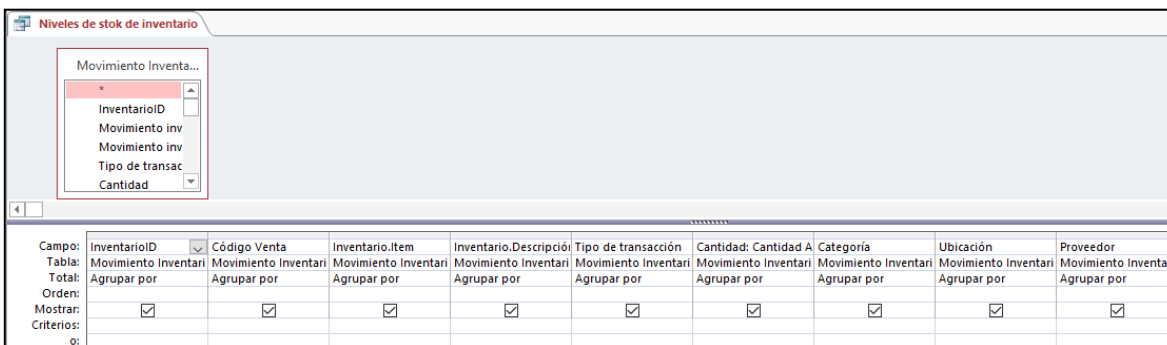 Niveles de stok de inventario
Movimiento Inventa...
*
InventarioID
Movimiento inv
Movimiento inv
Tipo de transac
Cantidad
Campo: InventarioID Código Venta Inventario.Item Inventario.Descripción Tipo de transacción Cantidad: Cantidad A Categoría Ubicación Proveedor
Tabla: Movimiento Inventari Movimiento Inventari Movimiento Inventari Movimiento Inventari Movimiento Inventari Movimiento Inventari Movimiento Inventari Movimiento Inventari Movimiento Inventa
Total: Agrupar por Agrupar por Agrupar por Agrupar por Agrupar por Agrupar por Agrupar por Agrupar por Agrupar por
Orden:
Mostrar:
Criterios:
o: